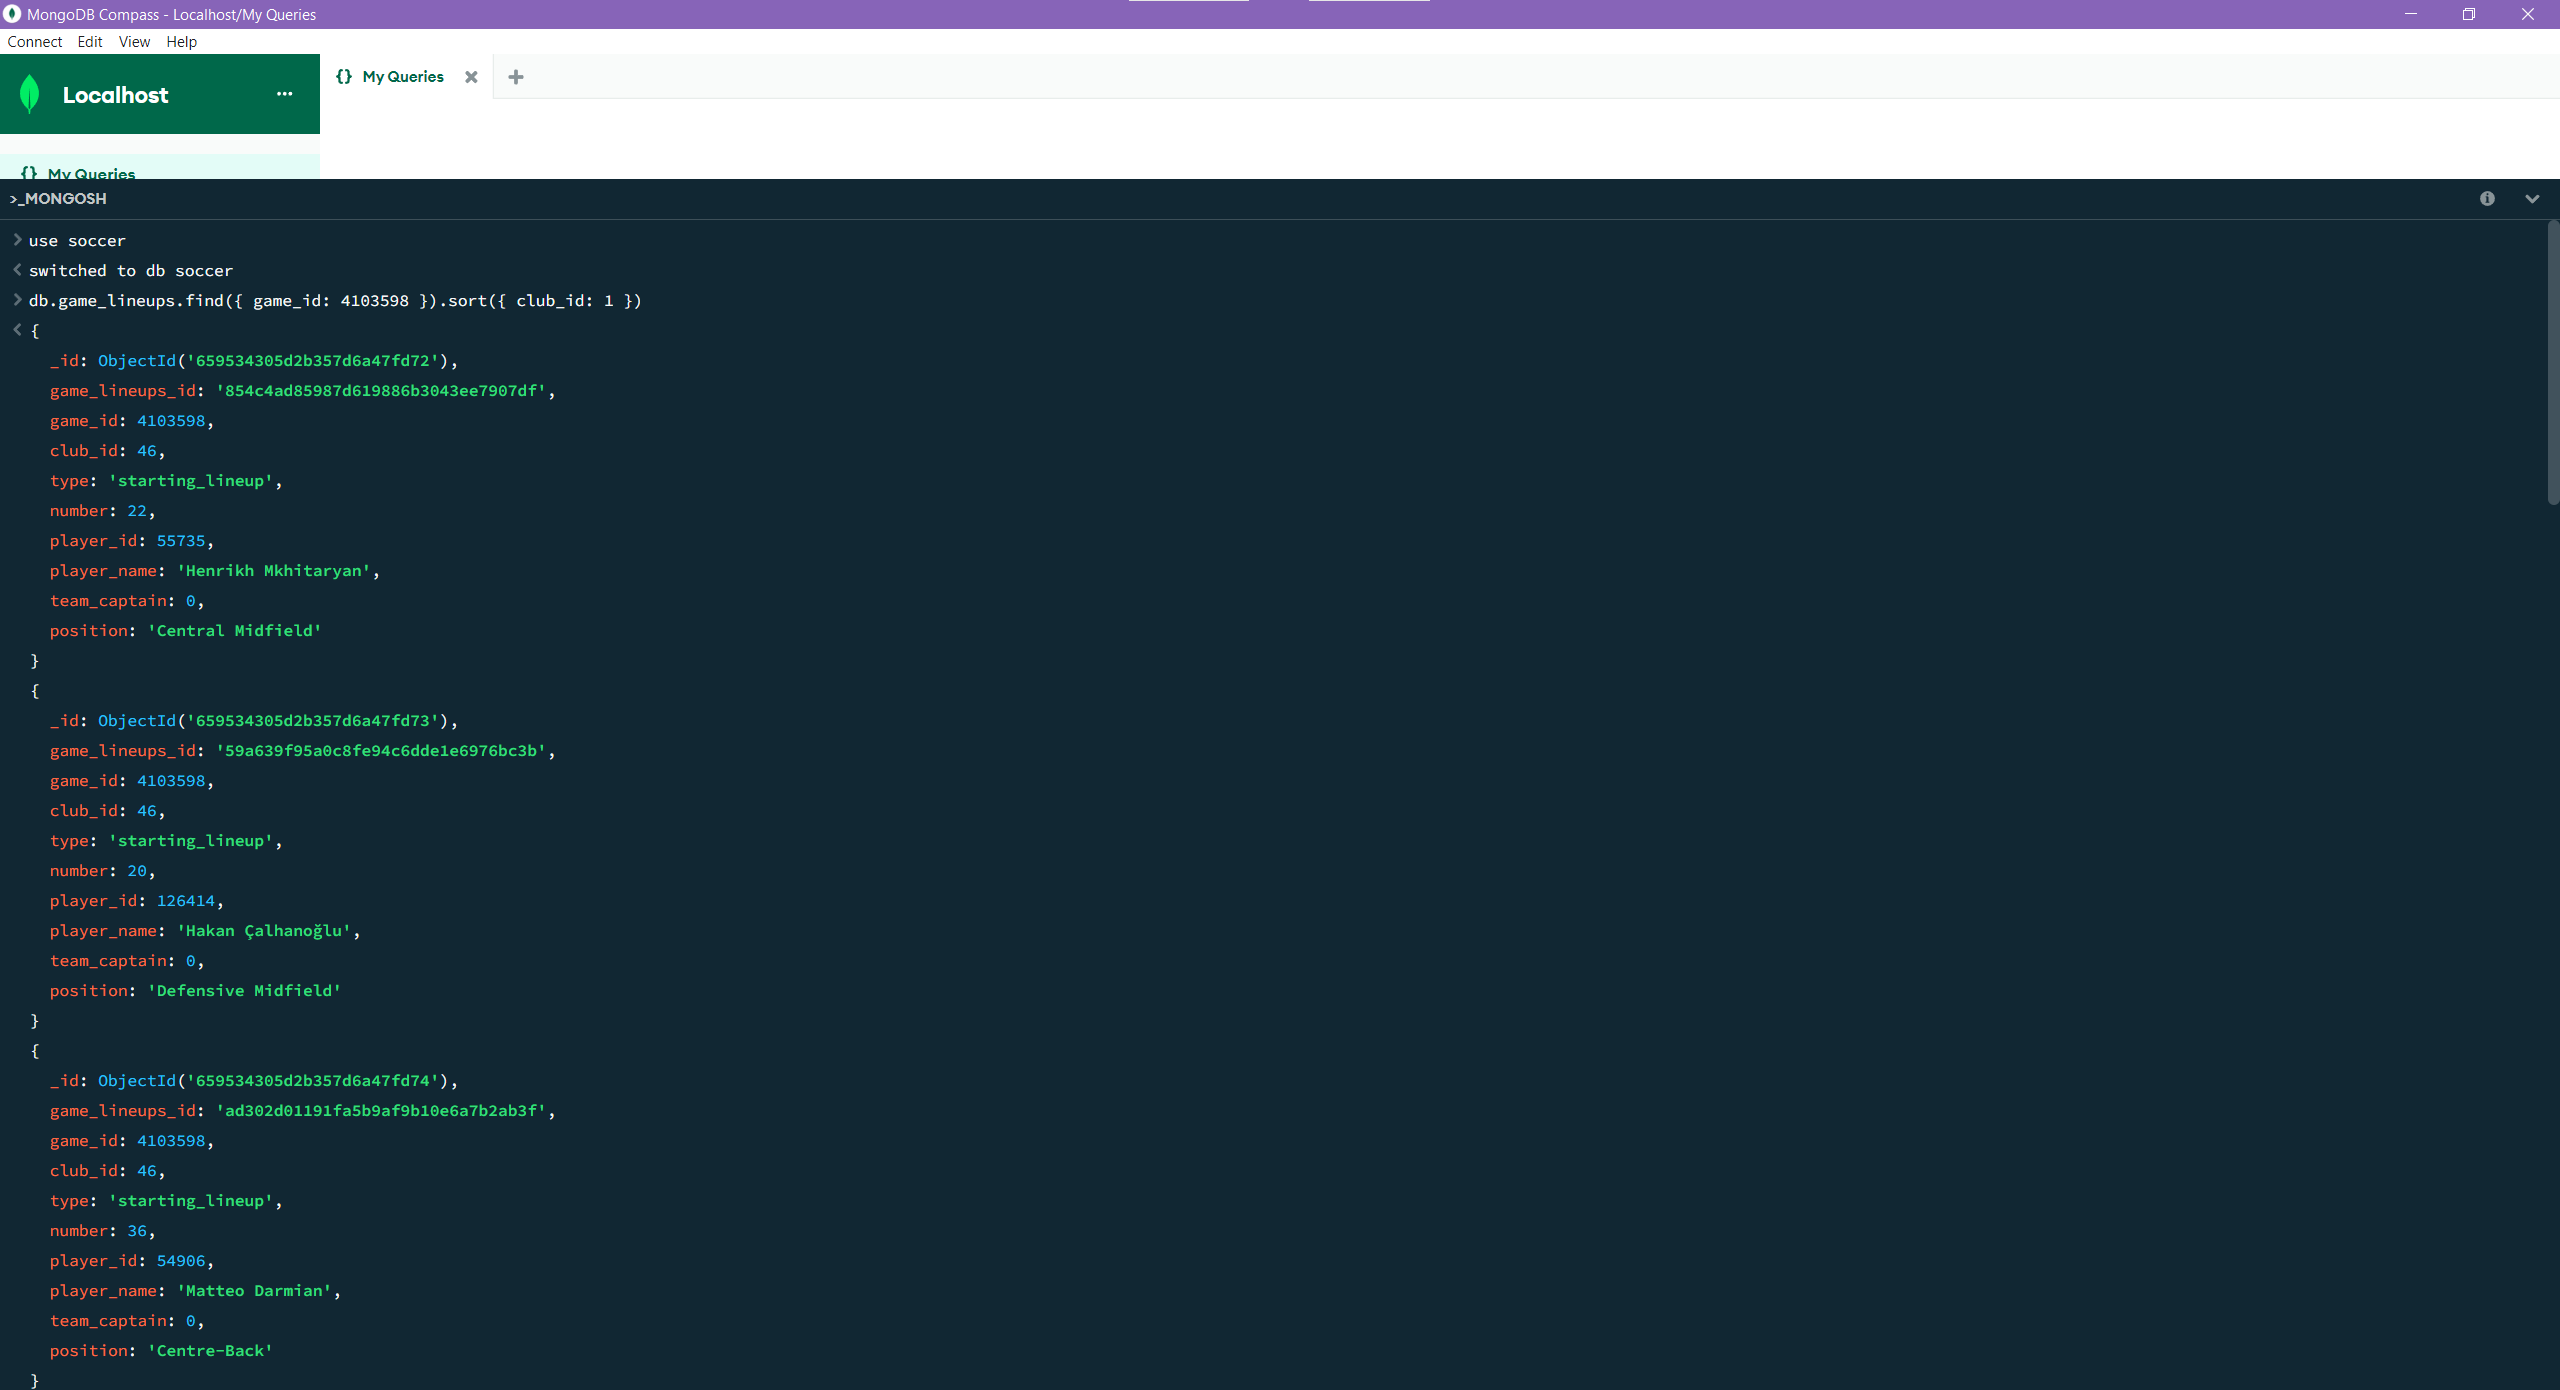 MongoDB Compass - Localhost/My Queries
Connect Edit View Help
Localhost ...
{} My Queries
{} My Queries
>_MONGOSH
> use soccer
< switched to db soccer
> db.game_lineups.find({ game_id: 4103598 }).sort({ club_id: 1 })
< {
_id: ObjectId('659534305d2b357d6a47fd72'),
game_lineups_id: '854c4ad85987d619886b3043ee7907df',
game_id: 4103598,
club_id: 46,
type: 'starting_lineup',
number: 22,
player_id: 55735,
player_name: 'Henrikh Mkhitaryan',
team_captain: 0,
position: 'Central Midfield'
}
{
_id: ObjectId('659534305d2b357d6a47fd73'),
game_lineups_id: '59a639f95a0c8fe94c6dde1e6976bc3b',
game_id: 4103598,
club_id: 46,
type: 'starting_lineup',
number: 20,
player_id: 126414,
player_name: 'Hakan Çalhanoğlu',
team_captain: 0,
position: 'Defensive Midfield'
}
{
_id: ObjectId('659534305d2b357d6a47fd74'),
game_lineups_id: 'ad302d01191fa5b9af9b10e6a7b2ab3f',
game_id: 4103598,
club_id: 46,
type: 'starting_lineup',
number: 36,
player_id: 54906,
player_name: 'Matteo Darmian',
team_captain: 0,
position: 'Centre-Back'
}